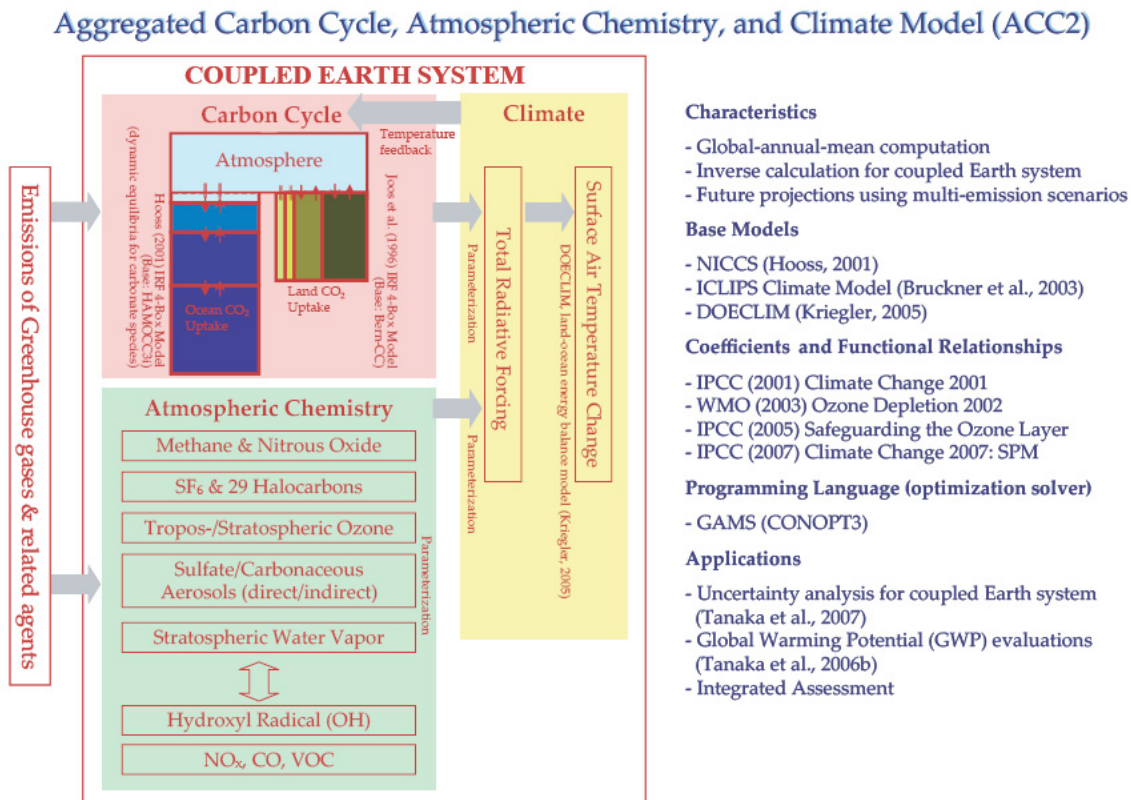 Aggregated Carbon Cycle, Atmospheric Chemistry, and Climate Model (ACC2)
COUPLED EARTH SYSTEM
Emissions of Greenhouse gases & related agents
Carbon Cycle
Temperature
feedback
Atmosphere
Hooss (2001) IRF 4-Box Model
(Base: HAMOCC3i)
(dynamic equilibria for carbonate species)
Ocean CO₂
Uptake
Land CO₂
Uptake
Joos et al. (1996) IRF 4-Box Model
(Base: Bern-CC)
Atmospheric Chemistry
Methane & Nitrous Oxide
SF₆ & 29 Halocarbons
Tropos-/Stratospheric Ozone
Sulfate/Carbonaceous
Aerosols (direct/indirect)
Stratospheric Water Vapor
Hydroxyl Radical (OH)
NOₓ, CO, VOC
Parameterization
Climate
Parameterization
Parameterization
Total Radiative Forcing
DOECLIM, land-ocean energy balance model (Kriegler, 2005)
Surface Air Temperature Change
Characteristics
- Global-annual-mean computation
- Inverse calculation for coupled Earth system
- Future projections using multi-emission scenarios
Base Models
- NICCS (Hooss, 2001)
- ICLIPS Climate Model (Bruckner et al., 2003)
- DOECLIM (Kriegler, 2005)
Coefficients and Functional Relationships
- IPCC (2001) Climate Change 2001
- WMO (2003) Ozone Depletion 2002
- IPCC (2005) Safeguarding the Ozone Layer
- IPCC (2007) Climate Change 2007: SPM
Programming Language (optimization solver)
- GAMS (CONOPT3)
Applications
- Uncertainty analysis for coupled Earth system
(Tanaka et al., 2007)
- Global Warming Potential (GWP) evaluations
(Tanaka et al., 2006b)
- Integrated Assessment